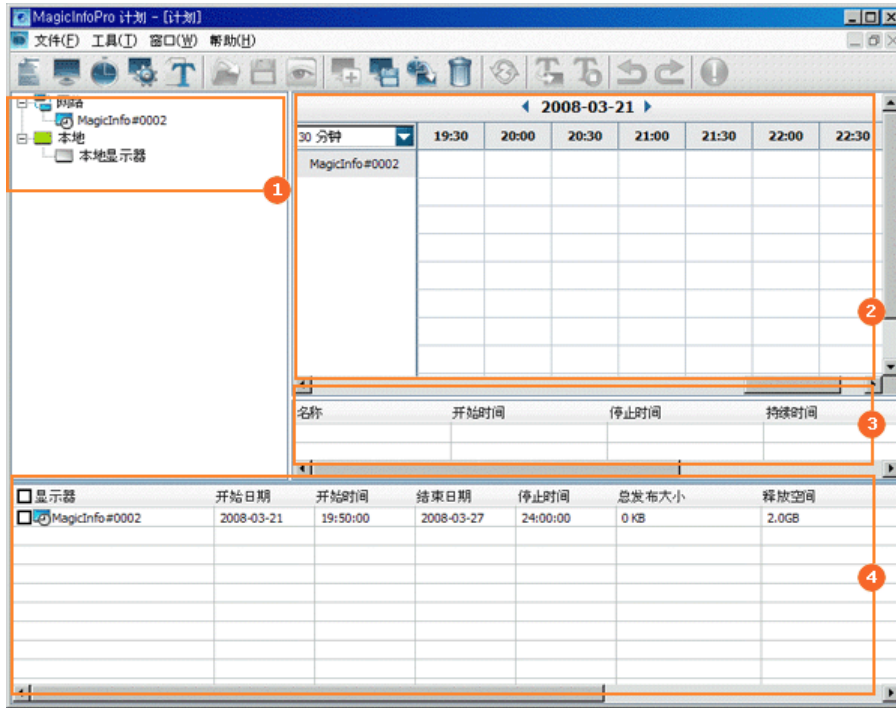 MagicInfoPro 计划 - [计划]
文件(F) 工具(T) 窗口(W) 帮助(H)
网络
MagicInfo#0002
本地
本地显示器
1
2008-03-21
30 分钟 19:30 20:00 20:30 21:00 21:30 22:00 22:30
MagicInfo#0002
2
名称 开始时间 停止时间 持续时间
3
显示器 开始日期 开始时间 结束日期 停止时间 总发布大小 释放空间
MagicInfo#0002 2008-03-21 19:50:00 2008-03-27 24:00:00 0 KB 2.0GB
4